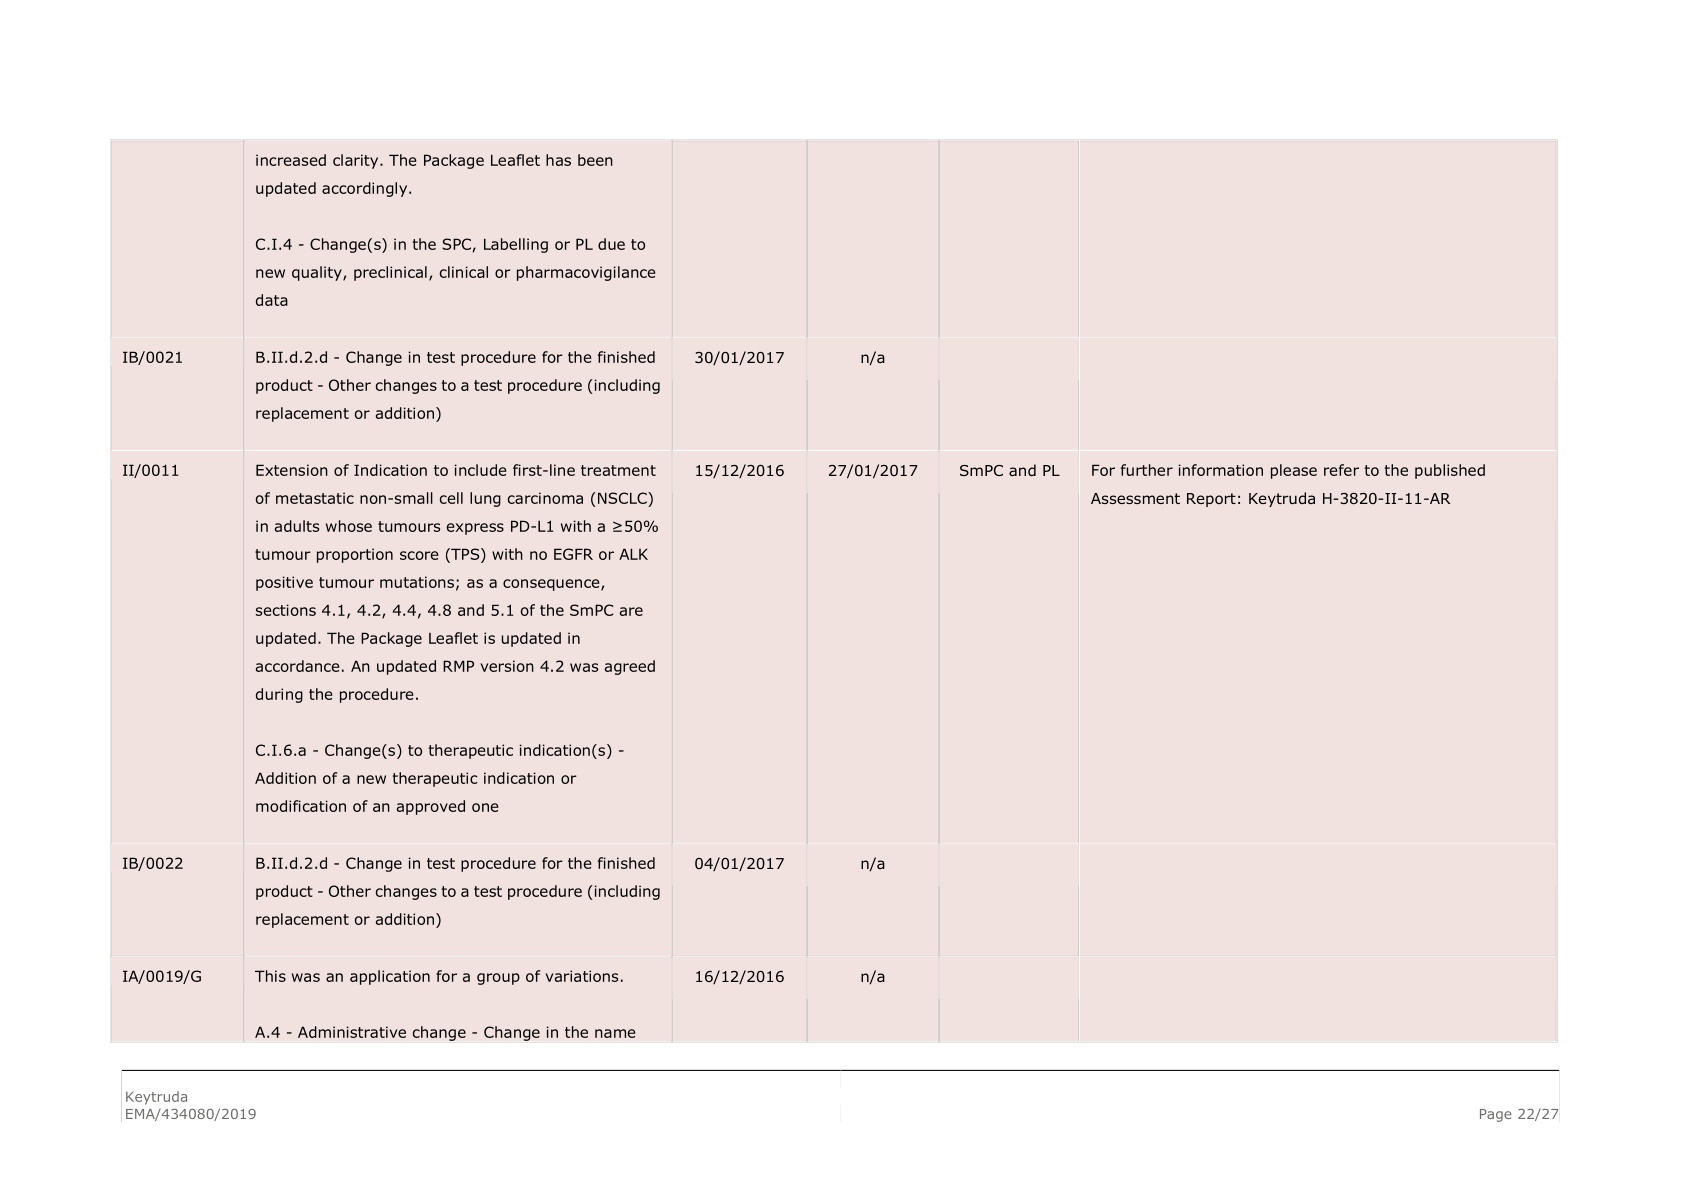 increased clarity. The Package Leaflet has been
updated accordingly.
C.I.4 - Change(s) in the SPC, Labelling or PL due to
new quality, preclinical, clinical or pharmacovigilance
data
IB/0021
B.II.d.2.d - Change in test procedure for the finished
product - Other changes to a test procedure (including
replacement or addition)
30/01/2017
n/a
II/0011
Extension of Indication to include first-line treatment
of metastatic non-small cell lung carcinoma (NSCLC)
in adults whose tumours express PD-L1 with a ≥50%
tumour proportion score (TPS) with no EGFR or ALK
positive tumour mutations; as a consequence,
sections 4.1, 4.2, 4.4, 4.8 and 5.1 of the SmPC are
updated. The Package Leaflet is updated in
accordance. An updated RMP version 4.2 was agreed
during the procedure.
C.I.6.a - Change(s) to therapeutic indication(s) -
Addition of a new therapeutic indication or
modification of an approved one
15/12/2016
27/01/2017
SmPC and PL
For further information please refer to the published
Assessment Report: Keytruda H-3820-II-11-AR
IB/0022
B.II.d.2.d - Change in test procedure for the finished
product - Other changes to a test procedure (including
replacement or addition)
04/01/2017
n/a
IA/0019/G
This was an application for a group of variations.
A.4 - Administrative change - Change in the name
16/12/2016
n/a
Keytruda
EMA/434080/2019
Page 22/27